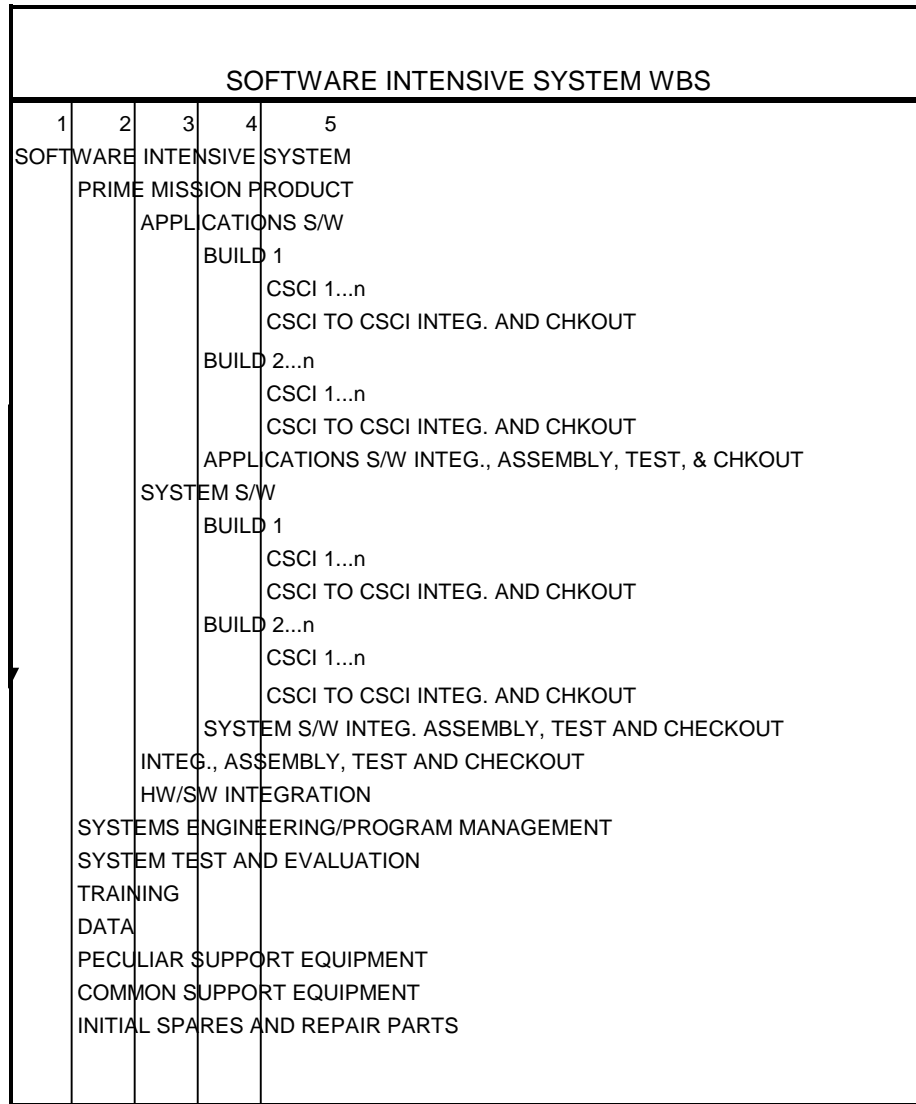 SOFTWARE INTENSIVE SYSTEM WBS
1 2 3 4 5
SOFTWARE INTENSIVE SYSTEM
PRIME MISSION PRODUCT
APPLICATIONS S/W
BUILD 1
CSCI 1...n
CSCI TO CSCI INTEG. AND CHKOUT
BUILD 2...n
CSCI 1...n
CSCI TO CSCI INTEG. AND CHKOUT
APPLICATIONS S/W INTEG., ASSEMBLY, TEST, & CHKOUT
SYSTEM S/W
BUILD 1
CSCI 1...n
CSCI TO CSCI INTEG. AND CHKOUT
BUILD 2...n
CSCI 1...n
CSCI TO CSCI INTEG. AND CHKOUT
SYSTEM S/W INTEG. ASSEMBLY, TEST AND CHECKOUT
INTEG., ASSEMBLY, TEST AND CHECKOUT
HW/SW INTEGRATION
SYSTEMS ENGINEERING/PROGRAM MANAGEMENT
SYSTEM TEST AND EVALUATION
TRAINING
DATA
PECULIAR SUPPORT EQUIPMENT
COMMON SUPPORT EQUIPMENT
INITIAL SPARES AND REPAIR PARTS